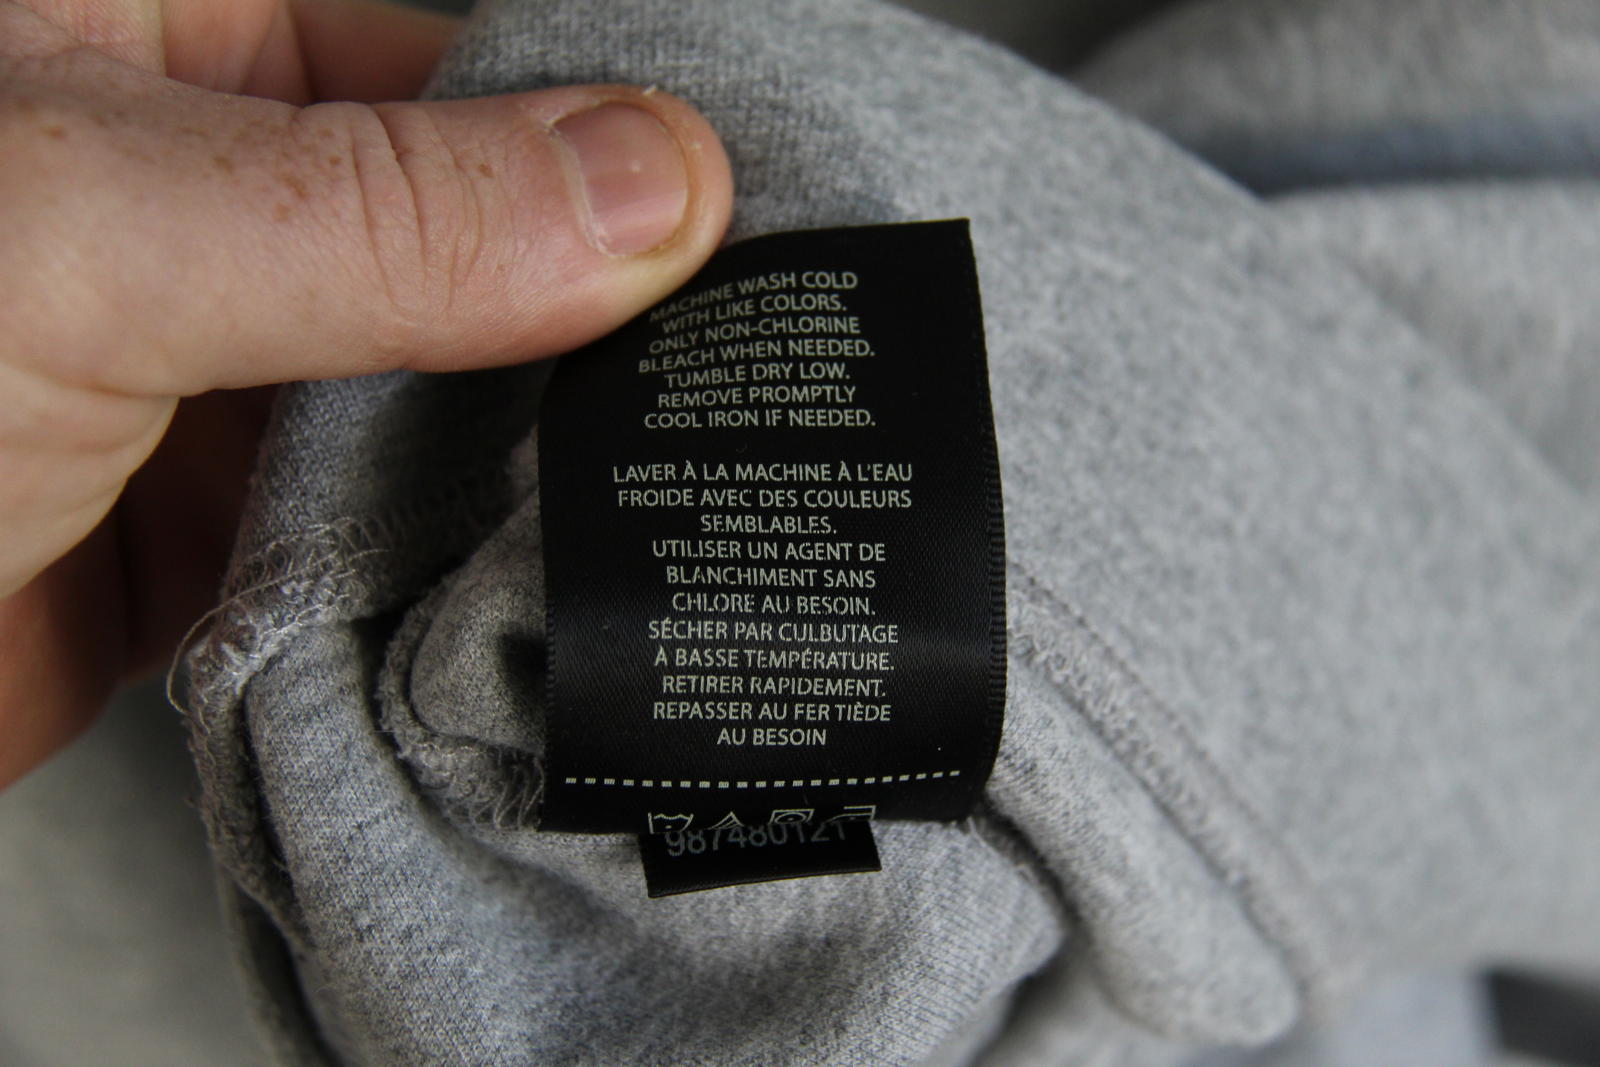 MACHINE WASH COLD
WITH LIKE COLORS.
ONLY NON-CHLORINE
BLEACH WHEN NEEDED.
TUMBLE DRY LOW.
REMOVE PROMPTLY
COOL IRON IF NEEDED.
LAVER À LA MACHINE À L'EAU
FROIDE AVEC DES COULEURS
SEMBLABLES.
UTILISER UN AGENT DE
BLANCHIMENT SANS
CHLORE AU BESOIN.
SÉCHER PAR CULBUTAGE
À BASSE TEMPÉRATURE.
RETIRER RAPIDEMENT.
REPASSER AU FER TIÈDE
AU BESOIN
987480121